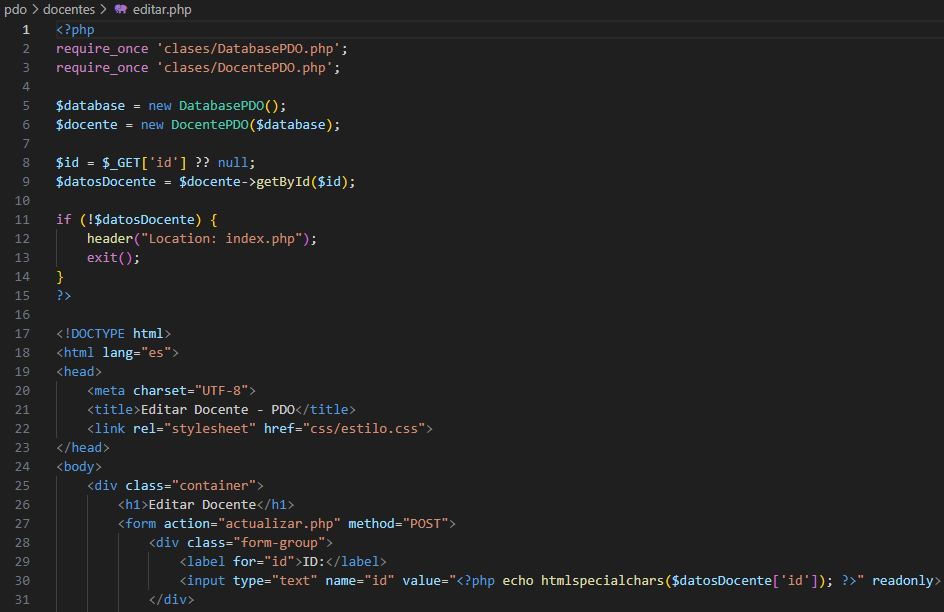 pdo > docentes > editar.php
1 <?php
2 require_once 'clases/DatabasePDO.php';
3 require_once 'clases/DocentePDO.php';
4
5 $database = new DatabasePDO();
6 $docente = new DocentePDO($database);
7
8 $id = $_GET['id'] ?? null;
9 $datosDocente = $docente->getById($id);
10
11 if (!$datosDocente) {
12     header("Location: index.php");
13     exit();
14 }
15 ?>
16
17 <!DOCTYPE html>
18 <html lang="es">
19 <head>
20     <meta charset="UTF-8">
21     <title>Editar Docente - PDO</title>
22     <link rel="stylesheet" href="css/estilo.css">
23 </head>
24 <body>
25     <div class="container">
26         <h1>Editar Docente</h1>
27         <form action="actualizar.php" method="POST">
28             <div class="form-group">
29                 <label for="id">ID:</label>
30                 <input type="text" name="id" value="<?php echo htmlspecialchars($datosDocente['id']); ?>" readonly>
31             </div>